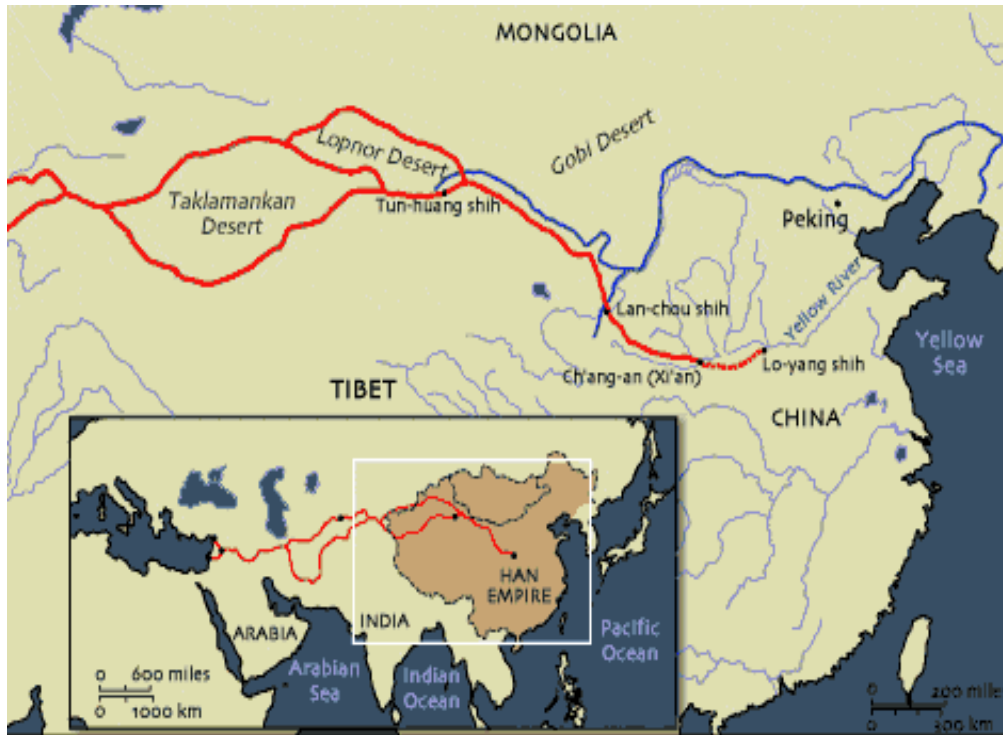 MONGOLIA
Gobi Desert
Lopnor Desert
Taklamankan
Desert
Tun-huang shih
Peking
Yellow River
Lan-chou shih
Yellow
Sea
Lo-yang shih
Ch'ang-an (Xi'an)
TIBET
CHINA
HAN
EMPIRE
INDIA
ARABIA
Pacific
Ocean
Arabian
Sea
Indian
Ocean
0 600 miles
0 1000 km
0 200 miles
0 300 km